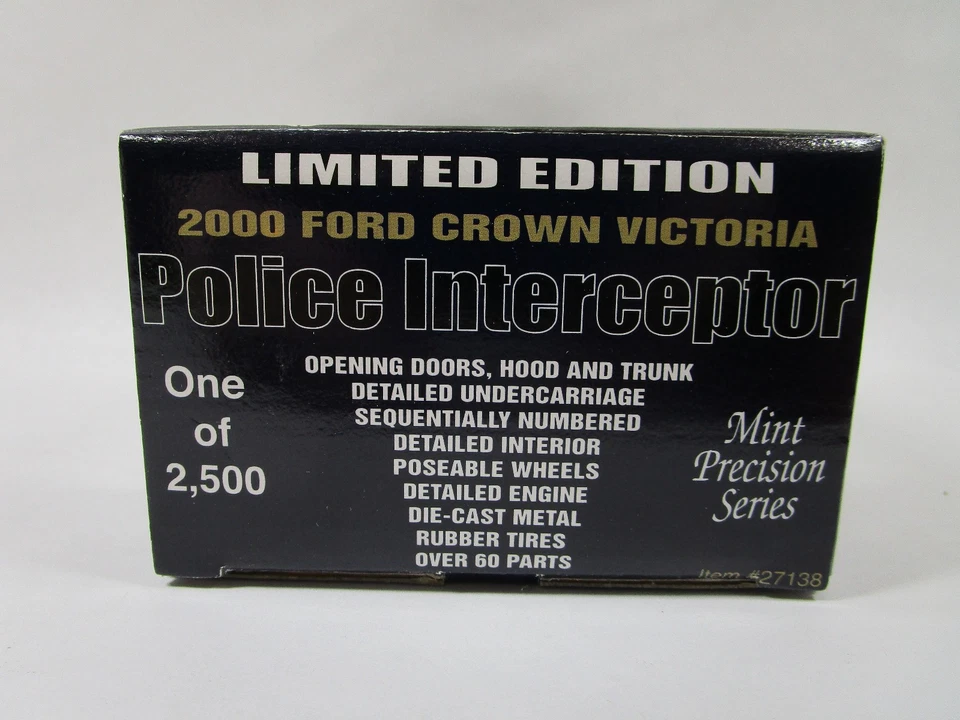 LIMITED EDITION
2000 FORD CROWN VICTORIA
Police Interceptor
One
of
2,500
OPENING DOORS, HOOD AND TRUNK
DETAILED UNDERCARRIAGE
SEQUENTIALLY NUMBERED
DETAILED INTERIOR
POSEABLE WHEELS
DETAILED ENGINE
DIE-CAST METAL
RUBBER TIRES
OVER 60 PARTS
Mint
Precision
Series
Item #27138